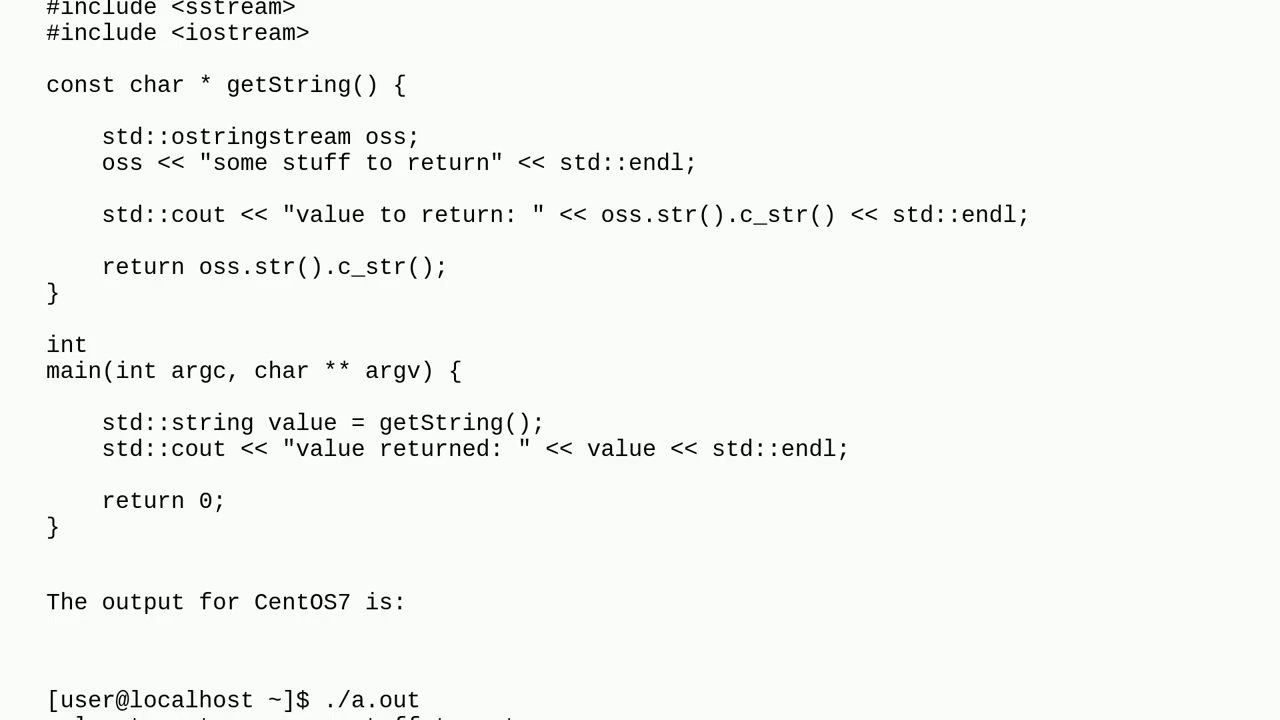 #include <sstream>
#include <iostream>
const char * getString() {
std::ostringstream oss;
oss << "some stuff to return" << std::endl;
std::cout << "value to return: " << oss.str().c_str() << std::endl;
return oss.str().c_str();
}
int
main(int argc, char ** argv) {
std::string value = getString();
std::cout << "value returned: " << value << std::endl;
return 0;
}
The output for CentOS7 is:
[user@localhost ~]$ ./a.out